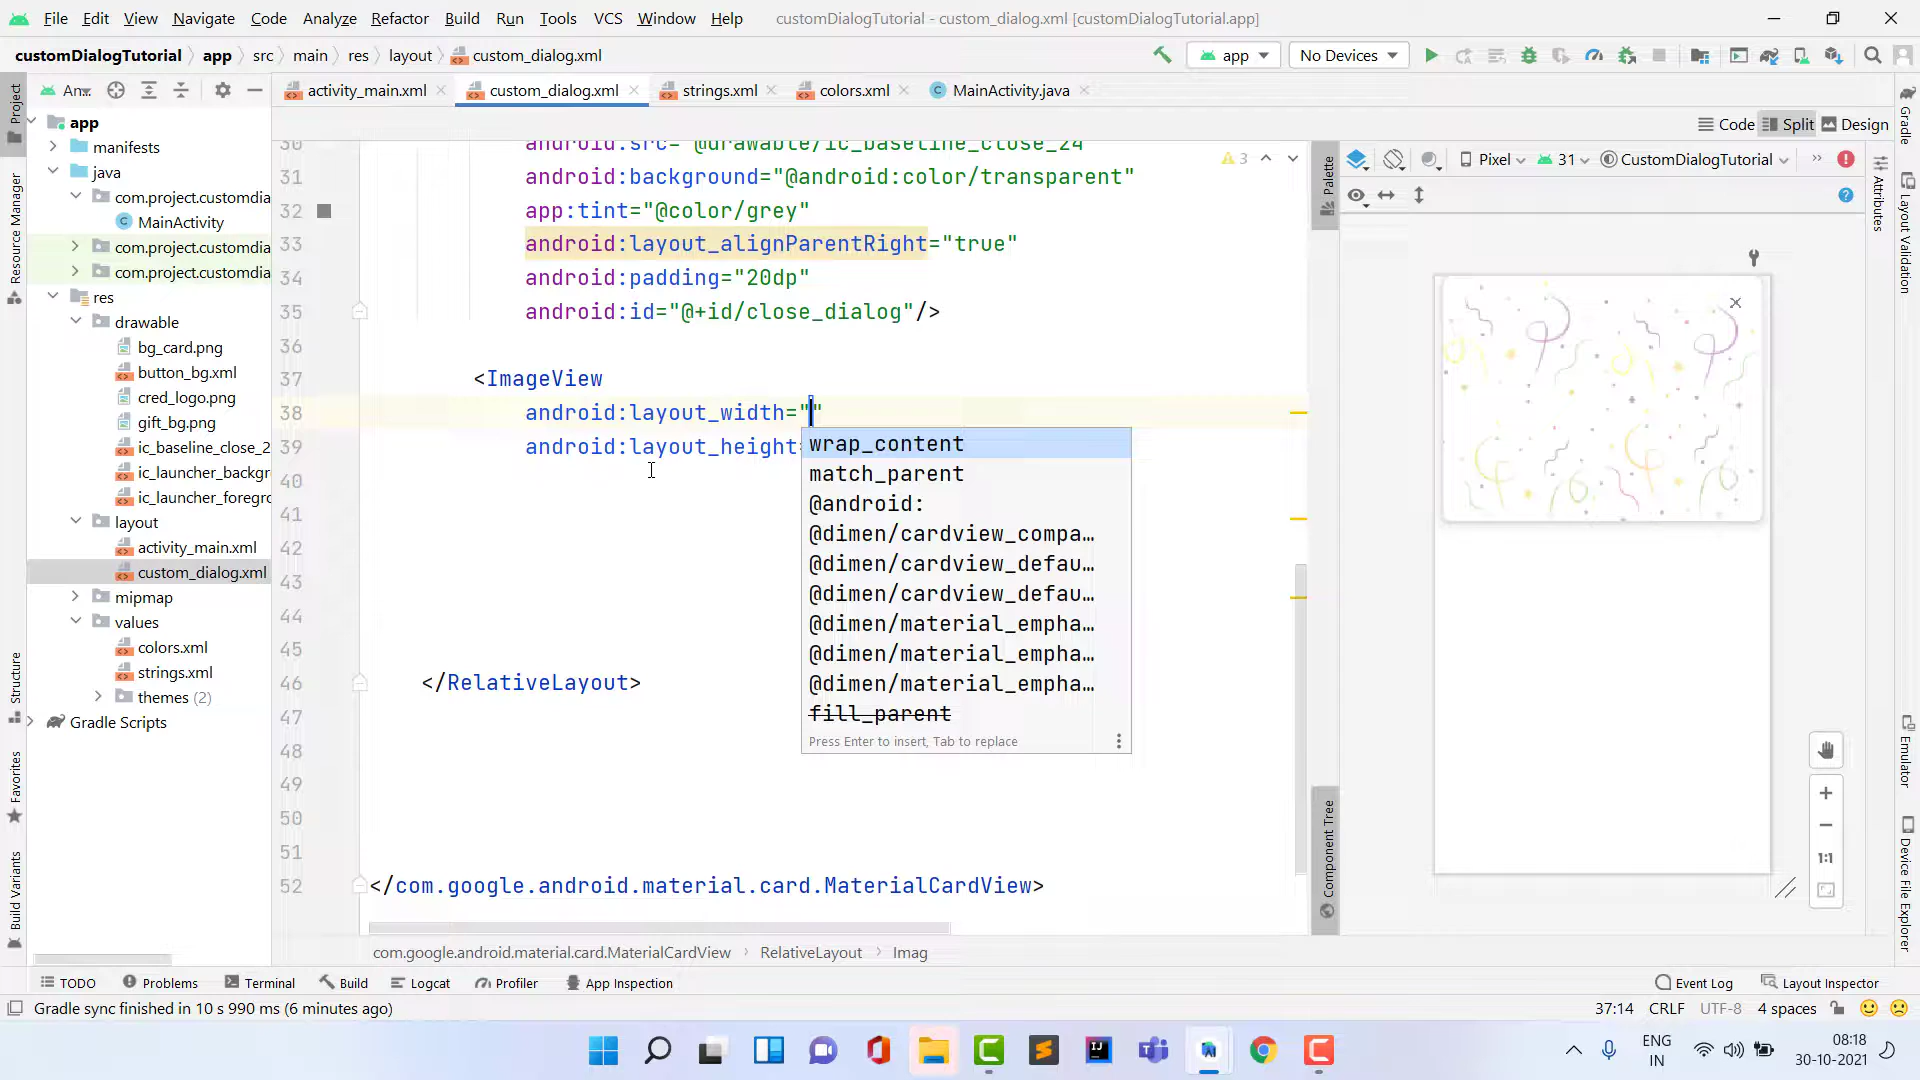 File Edit View Navigate Code Analyze Refactor Build Run Tools VCS Window Help customDialogTutorial - custom_dialog.xml [customDialogTutorial.app]
customDialogTutorial app src main res layout custom_dialog.xml app No Devices
An... activity_main.xml custom_dialog.xml strings.xml colors.xml MainActivity.java
Code Split Design
Project
Resource Manager
Structure
Favorites
Build Variants
app
manifests
java
com.project.customdia
MainActivity
com.project.customdia
com.project.customdia
res
drawable
bg_card.png
button_bg.xml
cred_logo.png
gift_bg.png
ic_baseline_close_2
ic_launcher_backgr
ic_launcher_foregro
layout
activity_main.xml
custom_dialog.xml
mipmap
values
colors.xml
strings.xml
themes (2)
Gradle Scripts
30 android:src="@drawable/ic_baseline_close_24
31 android:background="@android:color/transparent"
32 app:tint="@color/grey"
33 android:layout_alignParentRight="true"
34 android:padding="20dp"
35 android:id="@+id/close_dialog"/>
36
37 <ImageView
38 android:layout_width=""
39 android:layout_height=
40
41
42
43
44
45
46 </RelativeLayout>
47
48
49
50
51
52 </com.google.android.material.card.MaterialCardView>
3
wrap_content
match_parent
@android:
@dimen/cardview_compa…
@dimen/cardview_defau…
@dimen/cardview_defau…
@dimen/material_empha…
@dimen/material_empha…
@dimen/material_empha…
fill_parent
Press Enter to insert, Tab to replace
Palette
Component Tree
Pixel 31 CustomDialogTutorial
1:1
Gradle
Attributes
Layout Validation
Emulator
Device File Explorer
com.google.android.material.card.MaterialCardView RelativeLayout Imag
TODO Problems Terminal Build Logcat Profiler App Inspection Event Log Layout Inspector
Gradle sync finished in 10 s 990 ms (6 minutes ago) 37:14 CRLF UTF-8 4 spaces
ENG
IN
08:18
30-10-2021